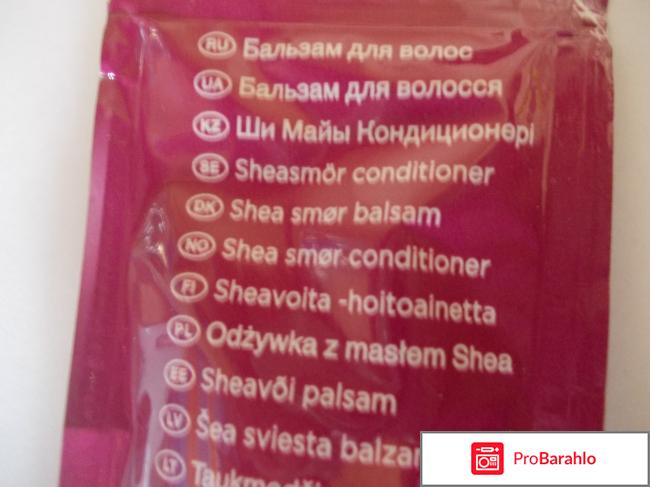 RU Бальзам для волос
UA Бальзам для волосся
KZ Ши Майы Кондиционері
SE Sheasmör conditioner
DK Shea smør balsam
NO Shea smør conditioner
FI Sheavoita -hoitoainetta
PL Odżywka z masłem Shea
EE Sheavõi palsam
LV Šea sviesta
LT
ProBarahlo